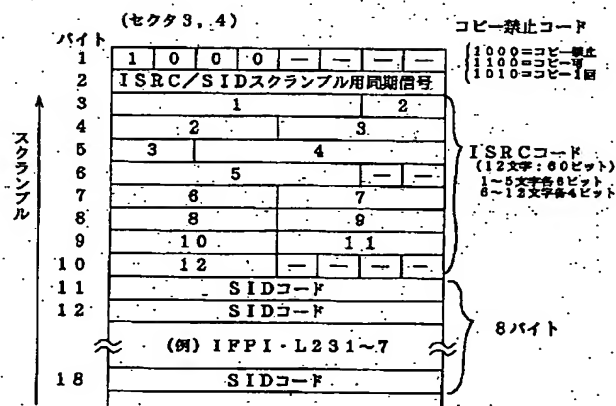 (セクタ3, 4)
バイト
コピー禁止コード
1 1 0 0 0 — — — —
1000=コピー禁止
1100=コピー可
1010=コピー1回
2 ISRC/SIDスクランブル用同期信号
3 1 2
4 2 3
5 3 4
6 5 — —
7 6 7
8 8 9
9 10 11
10 12 — — — —
ISRCコード
(12文字:60ビット)
1~5文字各6ビット
6~12文字各4ビット
スクランブル
11 SIDコード
12 SIDコード
(例) IFPI・L231~7
18 SIDコード
8バイト